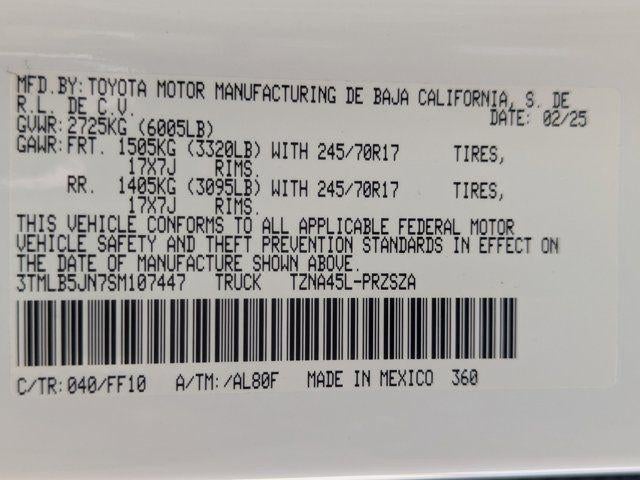 MFD.BY:TOYOTA MOTOR MANUFACTURING DE BAJA CALIFORNIA, S. DE
R.L. DE C.V. DATE: 02/25
GVWR:2725KG (6005LB)
GAWR:FRT. 1505KG (3320LB) WITH 245/70R17 TIRES,
17X7J RIMS.
RR. 1405KG (3095LB) WITH 245/70R17 TIRES,
17X7J RIMS.
THIS VEHICLE CONFORMS TO ALL APPLICABLE FEDERAL MOTOR
VEHICLE SAFETY AND THEFT PREVENTION STANDARDS IN EFFECT ON
THE DATE OF MANUFACTURE SHOWN ABOVE.
3TMLB5JN7SM107447 TRUCK TZNA45L-PRZSZA
C/TR:040/FF10 A/TM:/AL80F MADE IN MEXICO 360